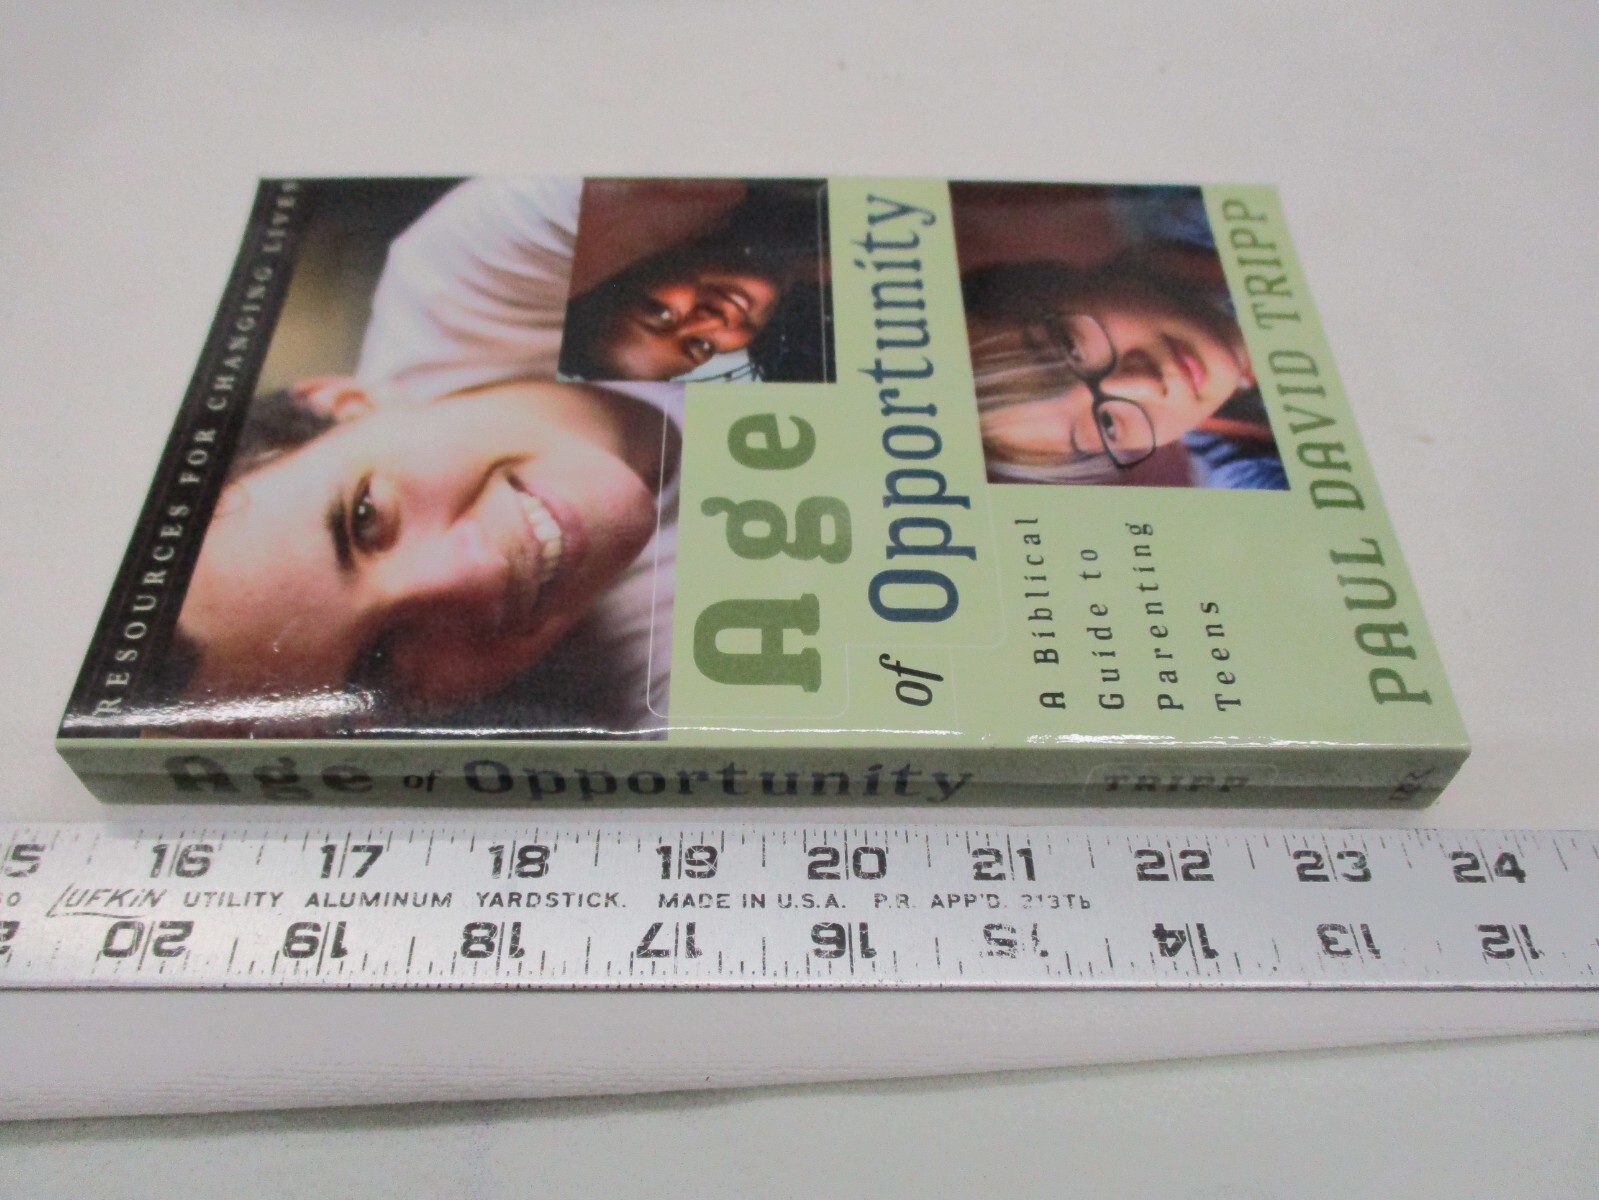 RESOURCES FOR CHANGING LIVES
Age
of Opportunity
A Biblical
Guide to
Parenting
Teens
PAUL DAVID TRIPP
Age of Opportunity TRIPP
16 17 18 19 20 21 22 23 24
LUFKIN UTILITY ALUMINUM YARDSTICK. MADE IN U.S.A. P.R. APP'D.
20 19 18 17 16 15 14 13 12